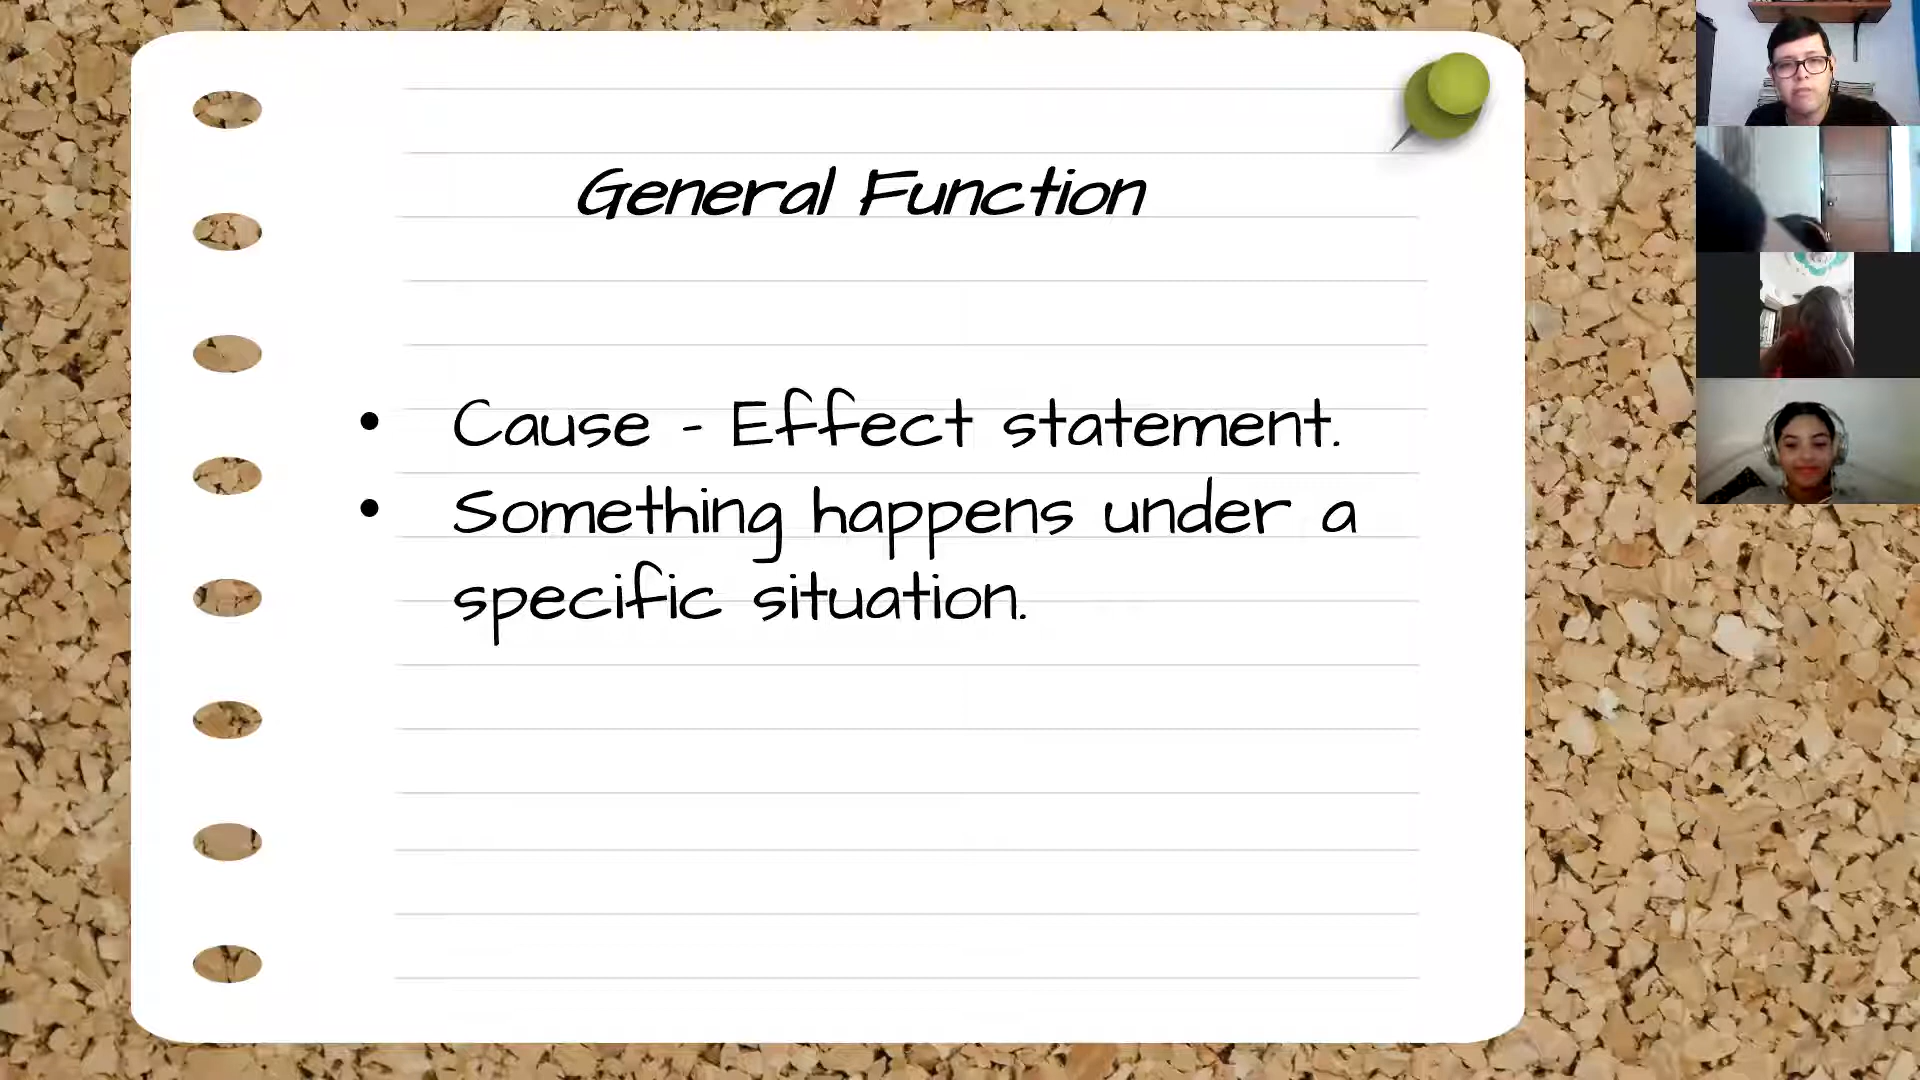 General Function
• Cause - Effect statement.
• Something happens under a
specific situation.